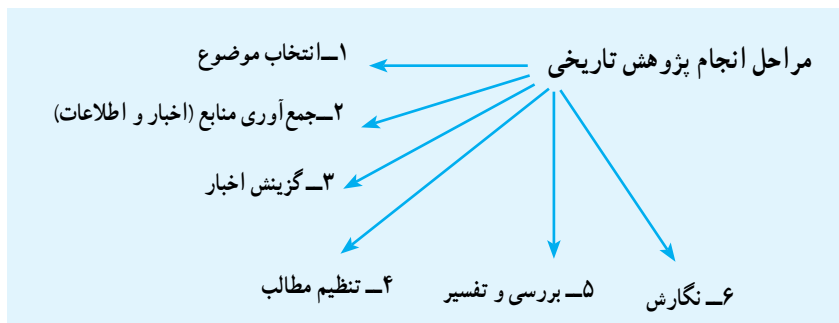 مراحل انجام پژوهش تاریخی
۱ــ انتخاب موضوع
۲ــ جمع‌آوری منابع (اخبار و اطلاعات)
۳ــ گزینش اخبار
۴ــ تنظیم مطالب
۵ــ بررسی و تفسیر
۶ــ نگارش